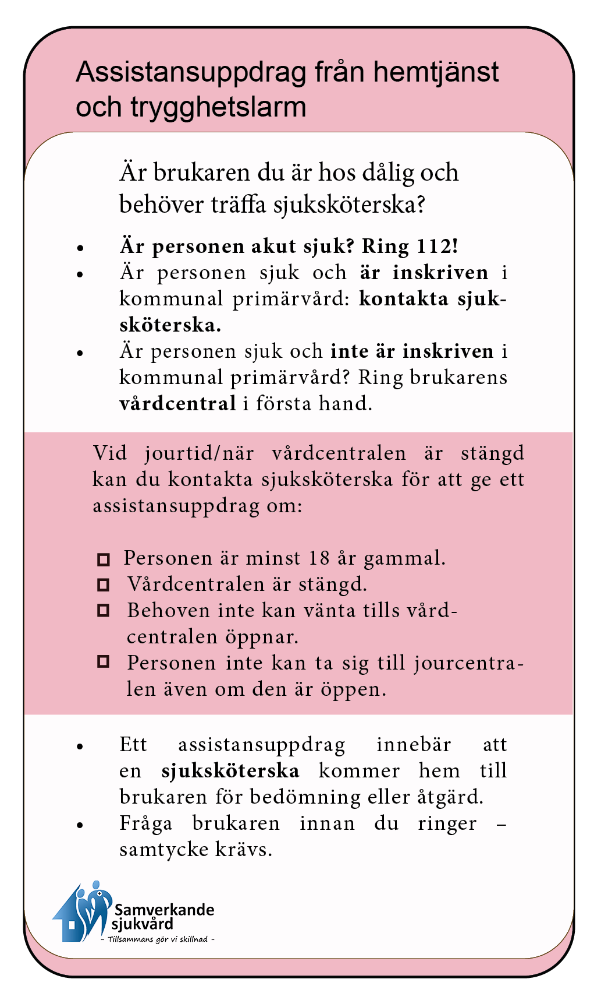 Assistansuppdrag från hemtjänst
och trygghetslarm
Är brukaren du är hos dålig och
behöver träffa sjuksköterska?
• Är personen akut sjuk? Ring 112!
• Är personen sjuk och är inskriven i
kommunal primärvård: kontakta sjuk-
sköterska.
• Är personen sjuk och inte är inskriven i
kommunal primärvård? Ring brukarens
vårdcentral i första hand.
Vid jourtid/när vårdcentralen är stängd
kan du kontakta sjuksköterska för att ge ett
assistansuppdrag om:
Personen är minst 18 år gammal.
Vårdcentralen är stängd.
Behoven inte kan vänta tills vård-
centralen öppnar.
Personen inte kan ta sig till jourcentra-
len även om den är öppen.
• Ett assistansuppdrag innebär att
en sjuksköterska kommer hem till
brukaren för bedömning eller åtgärd.
• Fråga brukaren innan du ringer –
samtycke krävs.
Samverkande
sjukvård
- Tillsammans gör vi skillnad -